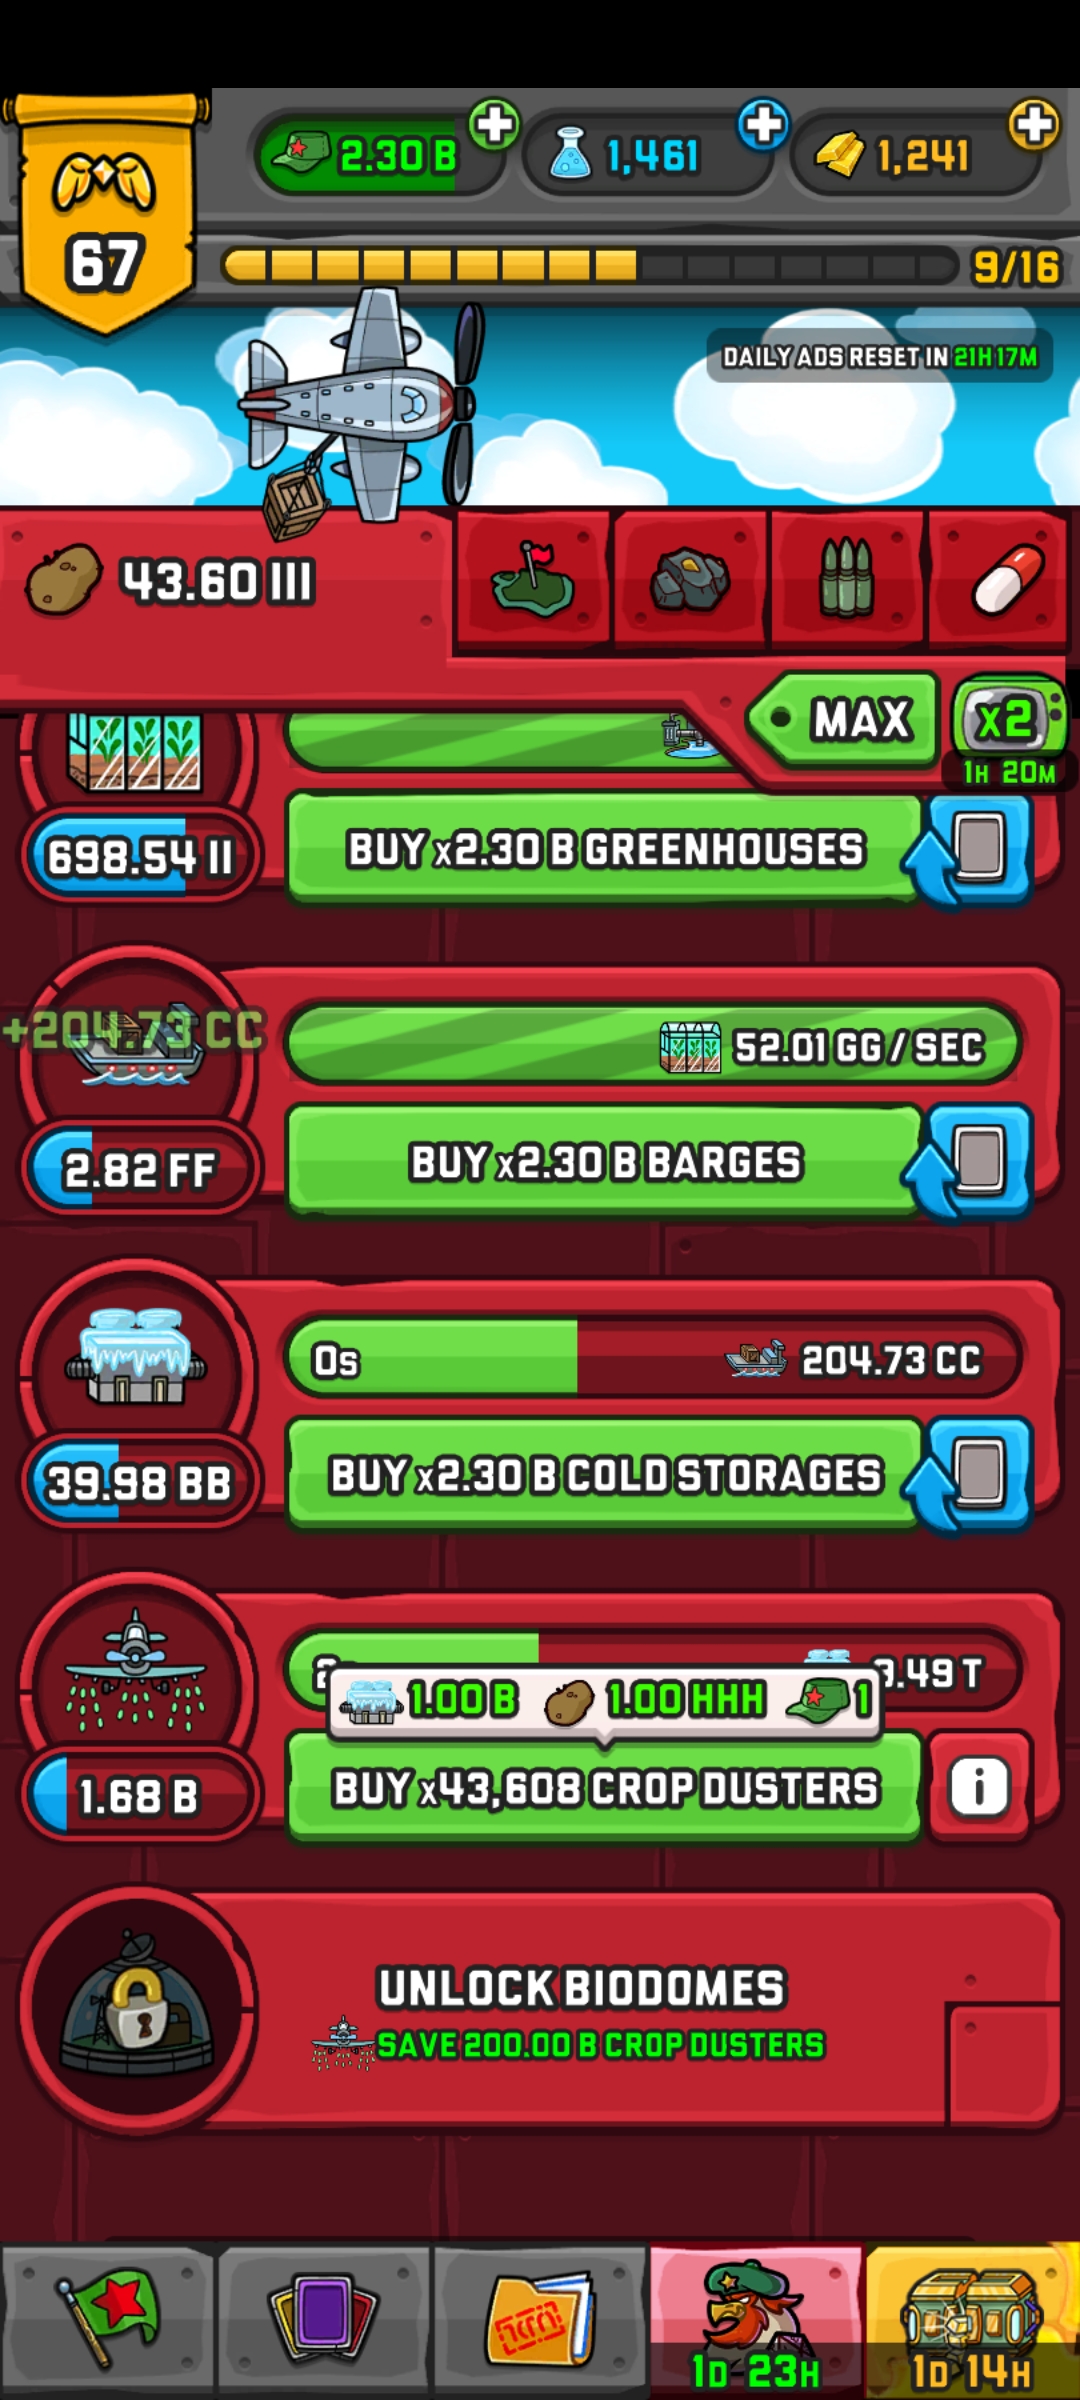 2.30 B
1,461
1,241
67
9/16
DAILY ADS RESET IN 21H 17M
43.60 III
MAX
x2
1H 20M
698.54 II
BUY x2.30 B GREENHOUSES
+204.73 CC
52.01 GG / SEC
2.82 FF
BUY x2.30 B BARGES
0s
204.73 CC
39.98 BB
BUY x2.30 B COLD STORAGES
.49 T
1.00 B
1.00 HHH
1
1.68 B
BUY x43,608 CROP DUSTERS
i
UNLOCK BIODOMES
SAVE 200.00 B CROP DUSTERS
1D 23H
1D 14H